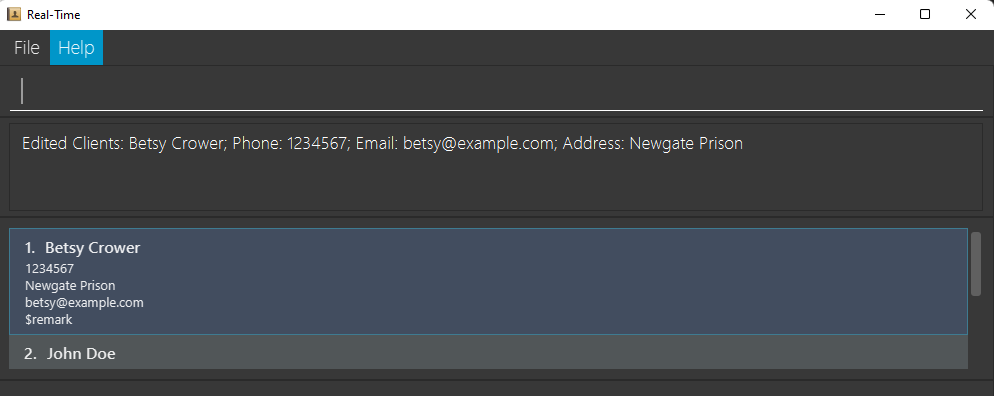 Real-Time
File Help
Edited Clients: Betsy Crower; Phone: 1234567; Email: betsy@example.com; Address: Newgate Prison
1. Betsy Crower
1234567
Newgate Prison
betsy@example.com
$remark
2. John Doe